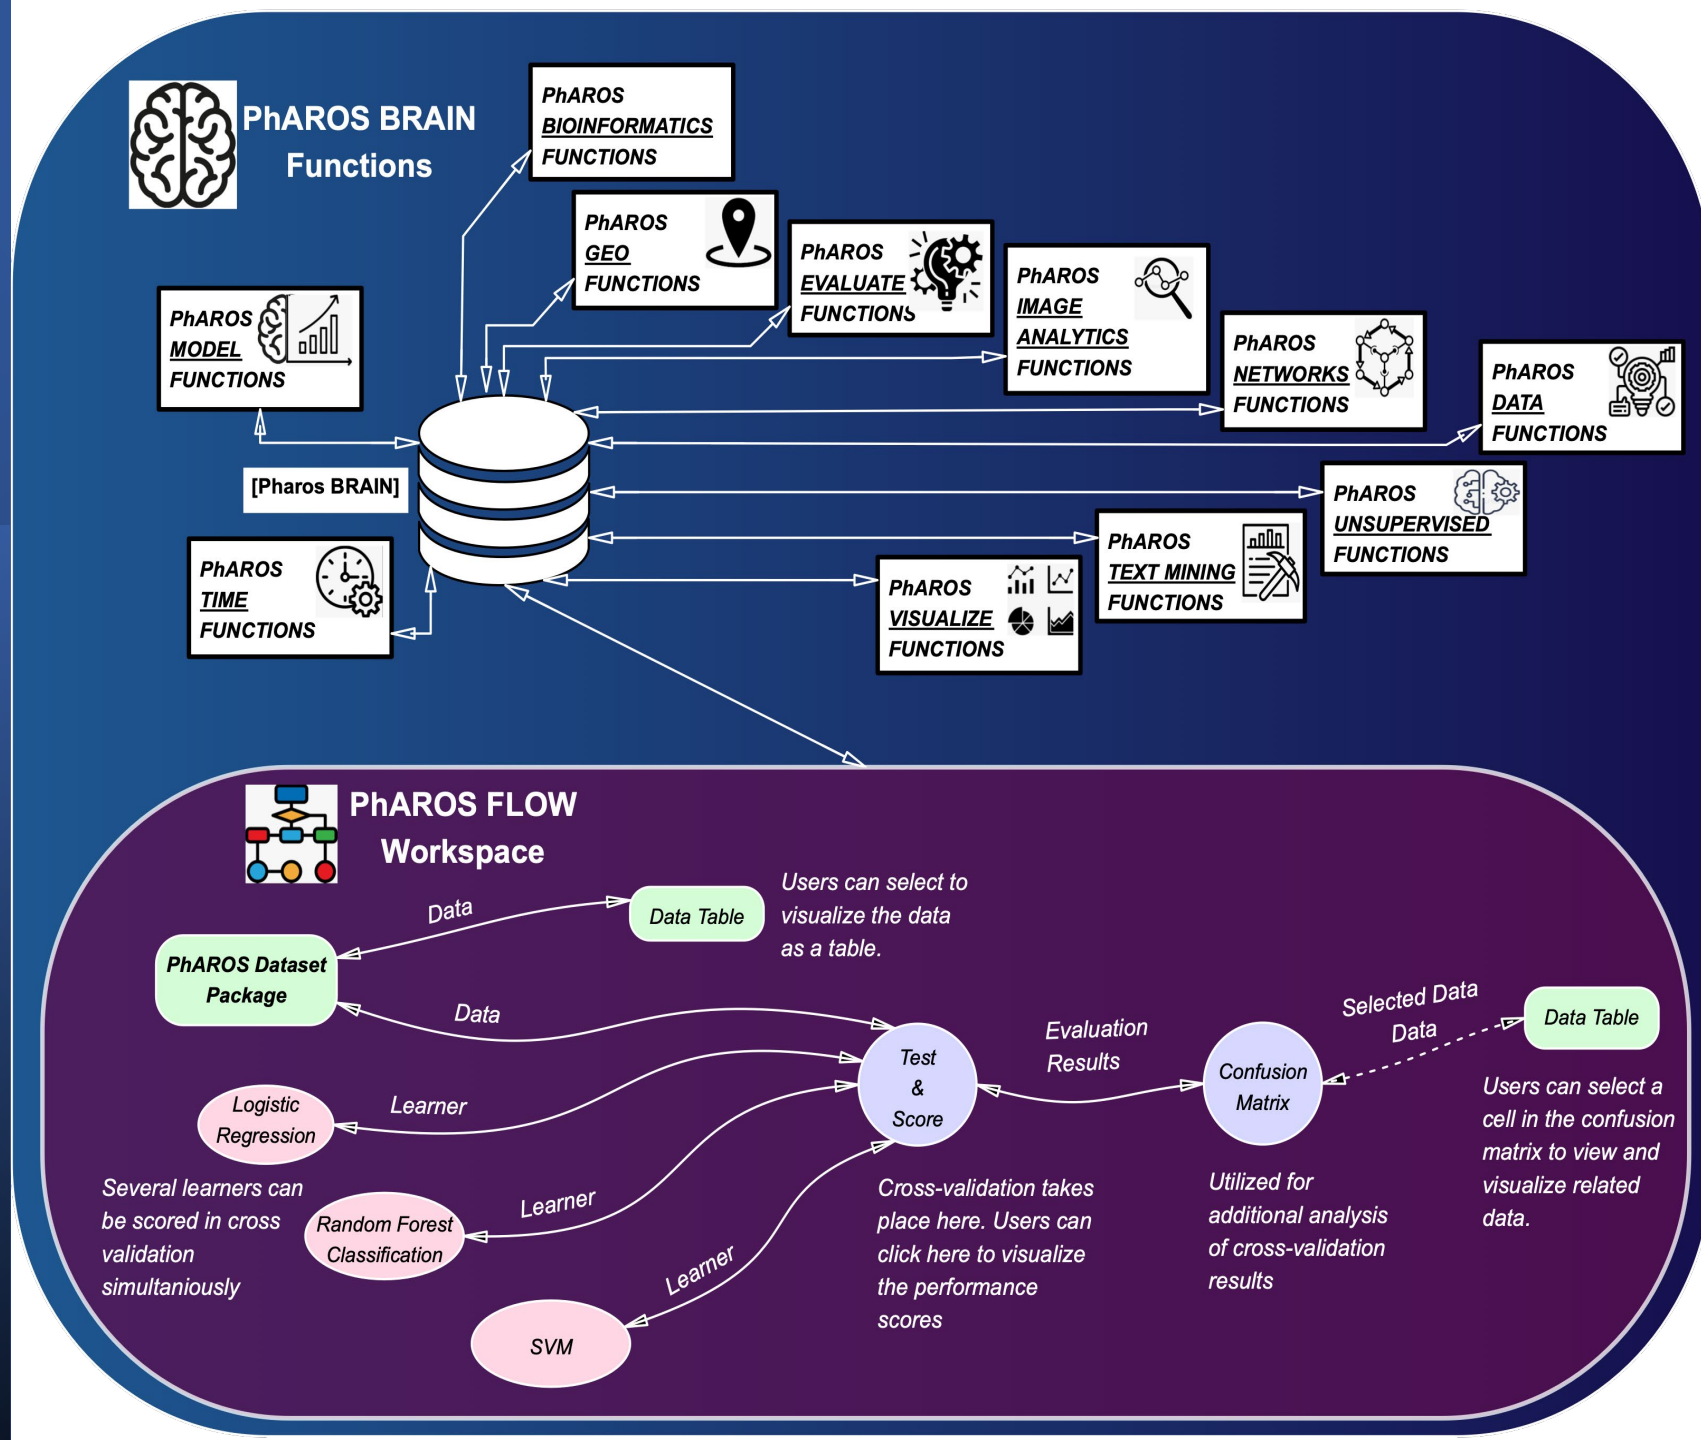 PhAROS BRAIN
Functions
PhAROS
BIOINFORMATICS
FUNCTIONS
PhAROS
GEO
FUNCTIONS
PhAROS
EVALUATE
FUNCTIONS
PhAROS
IMAGE
ANALYTICS
FUNCTIONS
PhAROS
MODEL
FUNCTIONS
PhAROS
NETWORKS
FUNCTIONS
PhAROS
DATA
FUNCTIONS
[Pharos BRAIN]
PhAROS
UNSUPERVISED
FUNCTIONS
PhAROS
TEXT MINING
FUNCTIONS
PhAROS
TIME
FUNCTIONS
PhAROS
VISUALIZE
FUNCTIONS
PhAROS FLOW
Workspace
Data
Data Table
Users can select to
visualize the data
as a table.
PhAROS Dataset
Package
Data
Selected Data
Data
Data Table
Evaluation
Results
Test
&
Score
Confusion
Matrix
Users can select a
cell in the confusion
matrix to view and
visualize related
data.
Logistic
Regression
Learner
Several learners can
be scored in cross
validation
simultaniously
Random Forest
Classification
Learner
Cross-validation takes
place here. Users can
click here to visualize
the performance
scores
Utilized for
additional analysis
of cross-validation
results
Learner
SVM